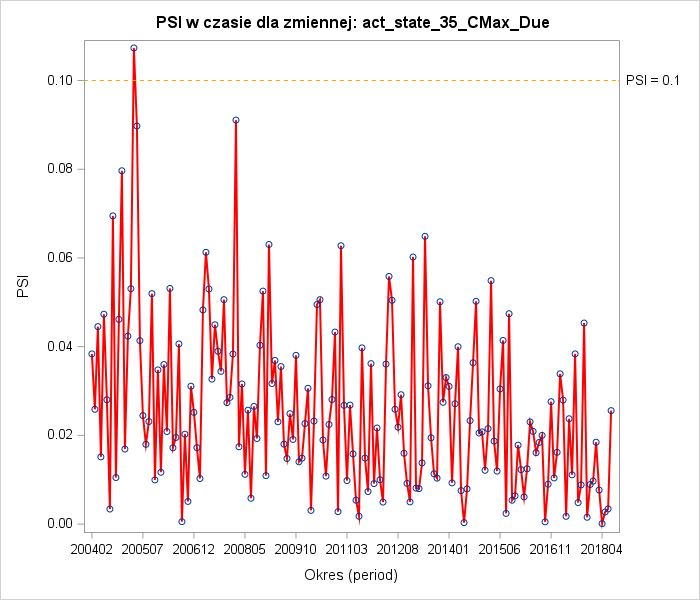 PSI w czasie dla zmiennej: act_state_35_CMax_Due
0.10
PSI = 0.1
0.08
0.06
PSI
0.04
0.02
0.00
200402 200507 200612 200805 200910 201103 201208 201401 201506 201611 201804
Okres (period)